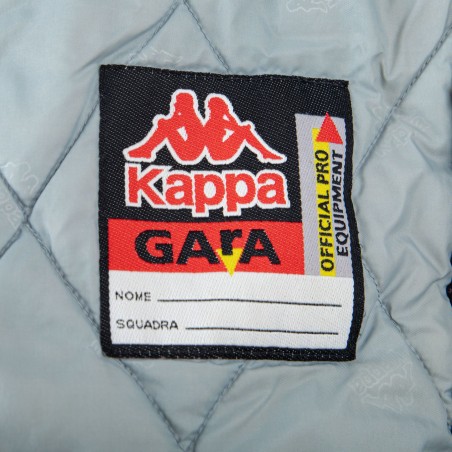 Kappa
GArA
OFFICIAL PRO
EQUIPMENT
NOME
SQUADRA